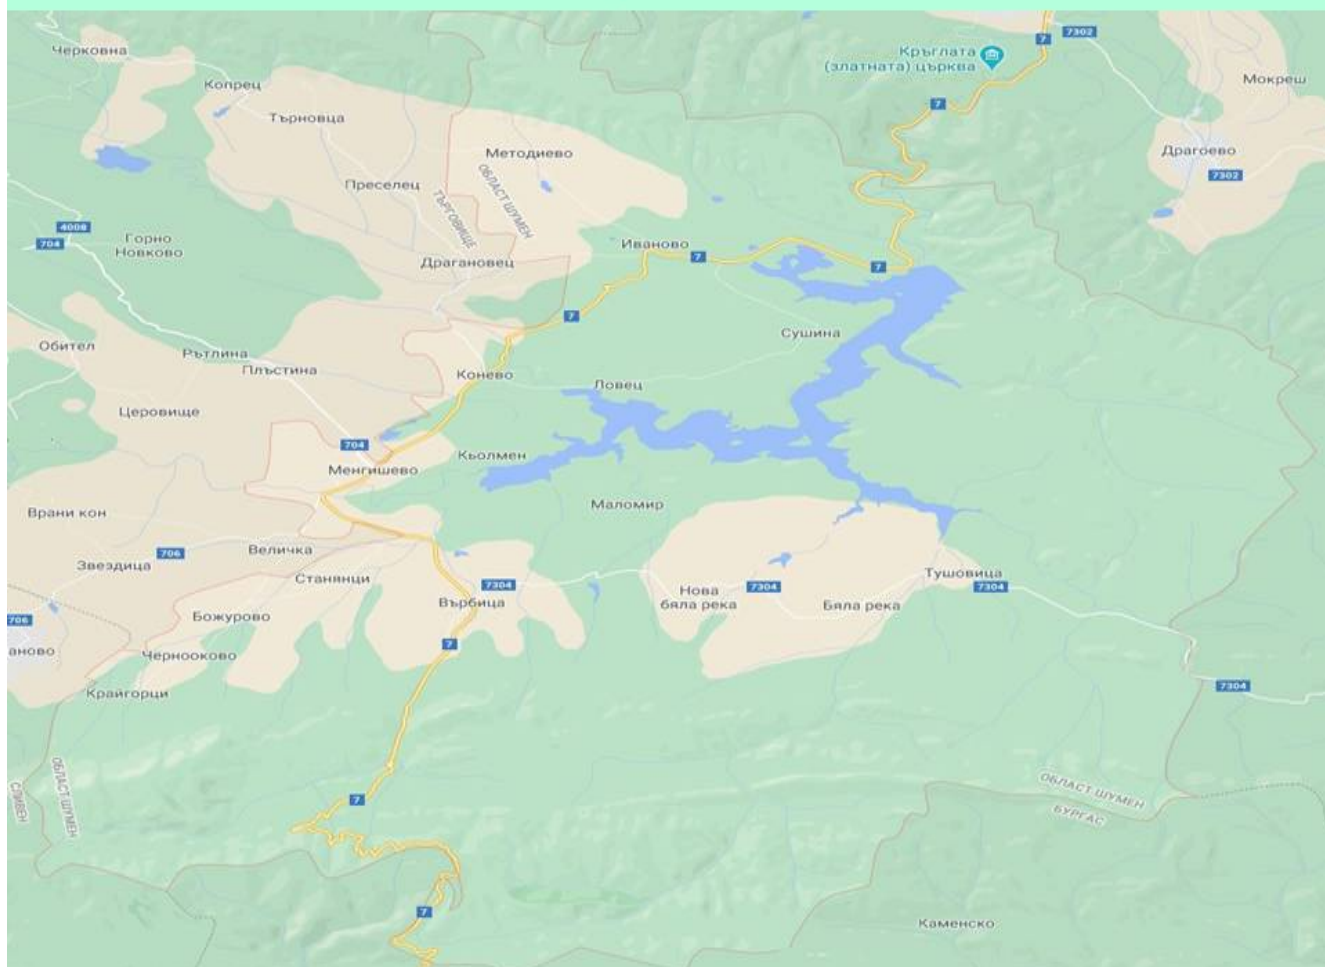 7302
7
Черковна
Кръглата
(златната) църква
Мокреш
Копрец
7
Търновца
Драгоево
Методиево
7302
Преселец
ОБЛАСТ ШУМЕН
ТЪРГОВИЩЕ
4008
704
Горно
Новково
Иваново
7
Драгановец
7
7
Сушина
Обител
Рътлина
Плъстина
Конево
Ловец
Церовище
704
Менгишево
Кьолмен
Врани кон
Маломир
Величка
706
Звездица
Станянци
7304
Нова
бяла река
7304
Тушовица
7304
Върбица
Бяла река
706
Божурово
7
аново
Чернооково
Крайгорци
7304
СЛИВЕН
ОБЛАСТ ШУМЕН
ОБЛАСТ ШУМЕН
БУРГАС
7
7
Каменско